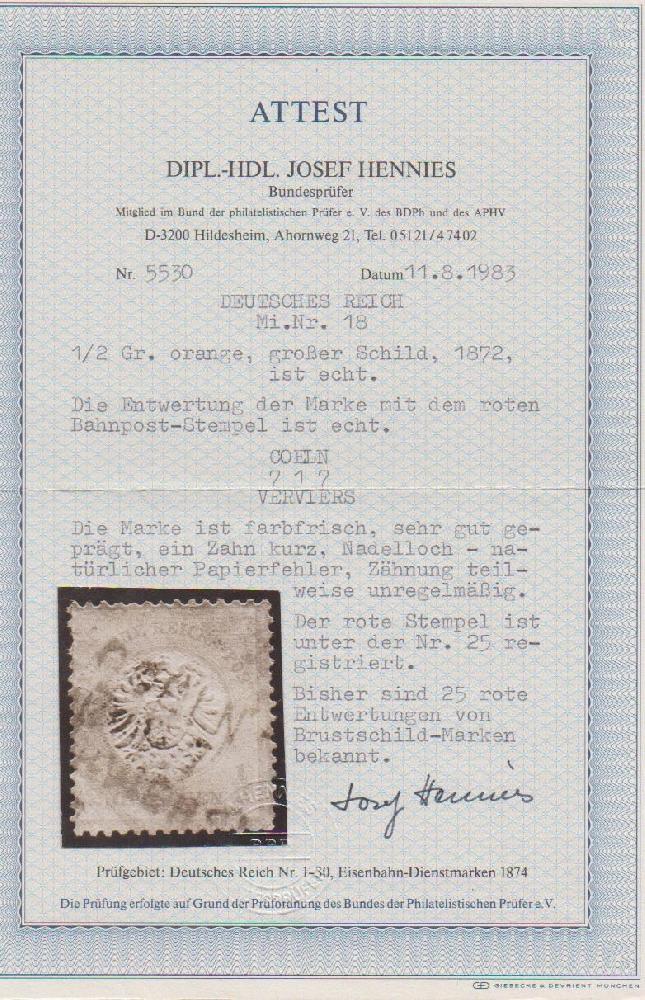 ATTEST
DIPL.-HDL. JOSEF HENNIES
Bundesprüfer
Mitglied im Bund der philatelistischen Prüfer e. V. des BDPh und des APHV
D-3200 Hildesheim, Ahornweg 21, Tel. 05121/47402
Nr. 5530 Datum 11.8.1983
DEUTSCHES REICH
Mi.Nr. 18
1/2 Gr. orange, großer Schild, 1872,
ist echt.
Die Entwertung der Marke mit dem roten
Bahnpost-Stempel ist echt.
COELN
? 1 ?
VERVIERS
Die Marke ist farbfrisch, sehr gut ge-
prägt, ein Zahn kurz, Nadelloch - na-
türlicher Papierfehler, Zähnung teil-
weise unregelmäßig.
Der rote Stempel ist
unter der Nr. 25 re-
gistriert.
Bisher sind 25 rote
Entwertungen von
Brustschild-Marken
bekannt.
Josef Hennies
Prüfgebiet: Deutsches Reich Nr. 1-30, Eisenbahn-Dienstmarken 1874
Die Prüfung erfolgte auf Grund der Prüfordnung des Bundes der Philatelistischen Prüfer e.V.
GIESECKE & DEVRIENT MÜNCHEN